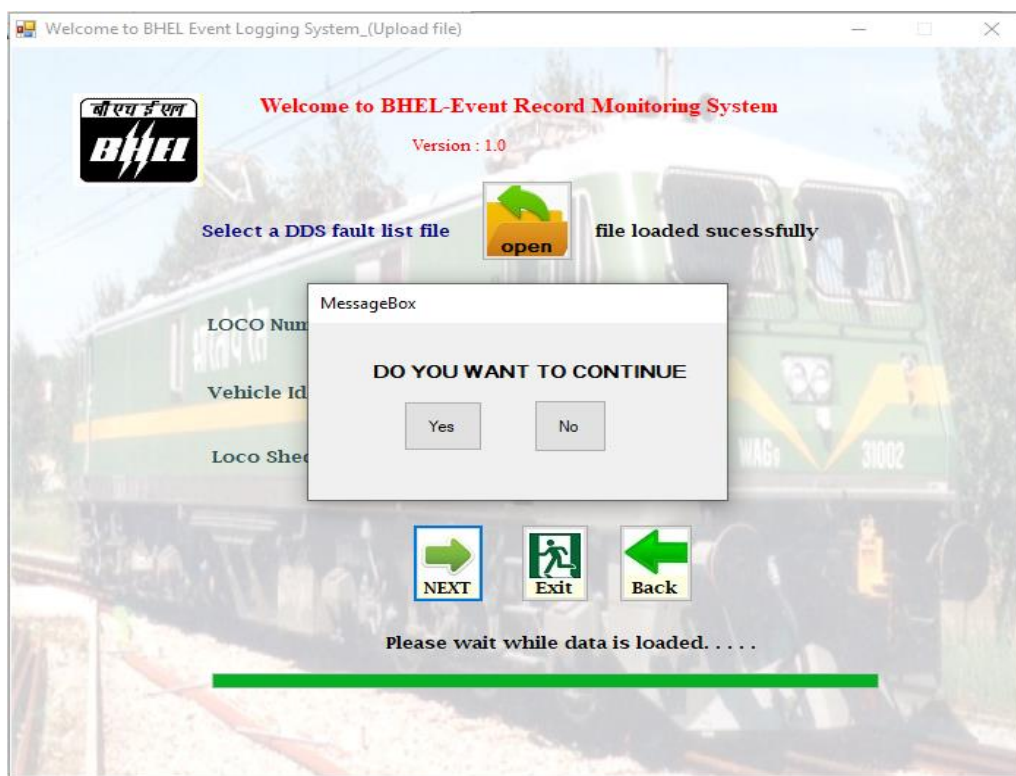 Welcome to BHEL Event Logging System_(Upload file)
बी एच ई एल
BHEL
Welcome to BHEL-Event Record Monitoring System
Version : 1.0
Select a DDS fault list file
open
file loaded sucessfully
MessageBox
LOCO Num
DO YOU WANT TO CONTINUE
Vehicle Id
Yes
No
Loco Shed
WAG9 31002
NEXT
Exit
Back
Please wait while data is loaded. . . . .